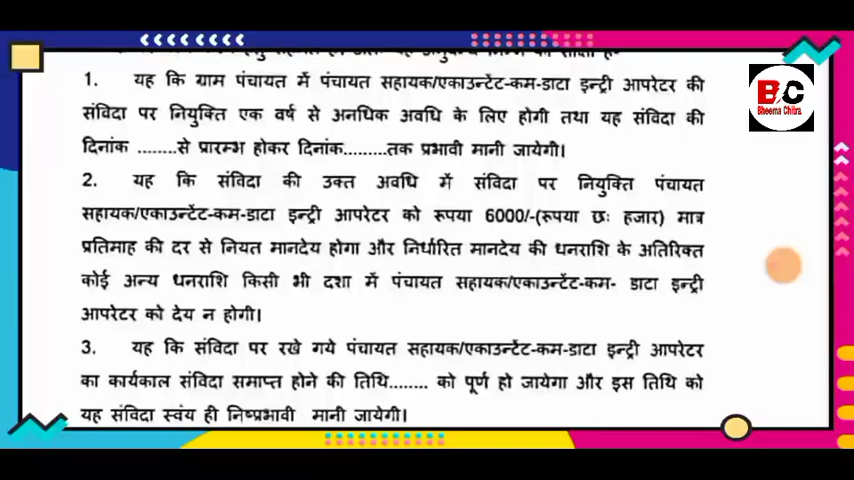 1. यह कि ग्राम पंचायत में पंचायत सहायक/एकाउन्टेंट-कम-डाटा इन्ट्री आपरेटर की
संविदा पर नियुक्ति एक वर्ष से अनधिक अवधि के लिए होगी तथा यह संविदा की
दिनांक ........से प्रारम्भ होकर दिनांक.........तक प्रभावी मानी जायेगी।
2. यह कि संविदा की उक्त अवधि में संविदा पर नियुक्ति पंचायत
सहायक/एकाउन्टेंट-कम-डाटा इन्ट्री आपरेटर को रूपया 6000/-(रूपया छः हजार) मात्र
प्रतिमाह की दर से नियत मानदेय होगा और निर्धारित मानदेय की धनराशि के अतिरिक्त
कोई अन्य धनराशि किसी भी दशा में पंचायत सहायक/एकाउन्टेंट-कम- डाटा इन्ट्री
आपरेटर को देय न होगी।
3. यह कि संविदा पर रखे गये पंचायत सहायक/एकाउन्टेंट-कम-डाटा इन्ट्री आपरेटर
का कार्यकाल संविदा समाप्त होने की तिथि........ को पूर्ण हो जायेगा और इस तिथि को
यह संविदा स्वंय ही निष्प्रभावी मानी जायेगी।
BC
Bheema Chitra